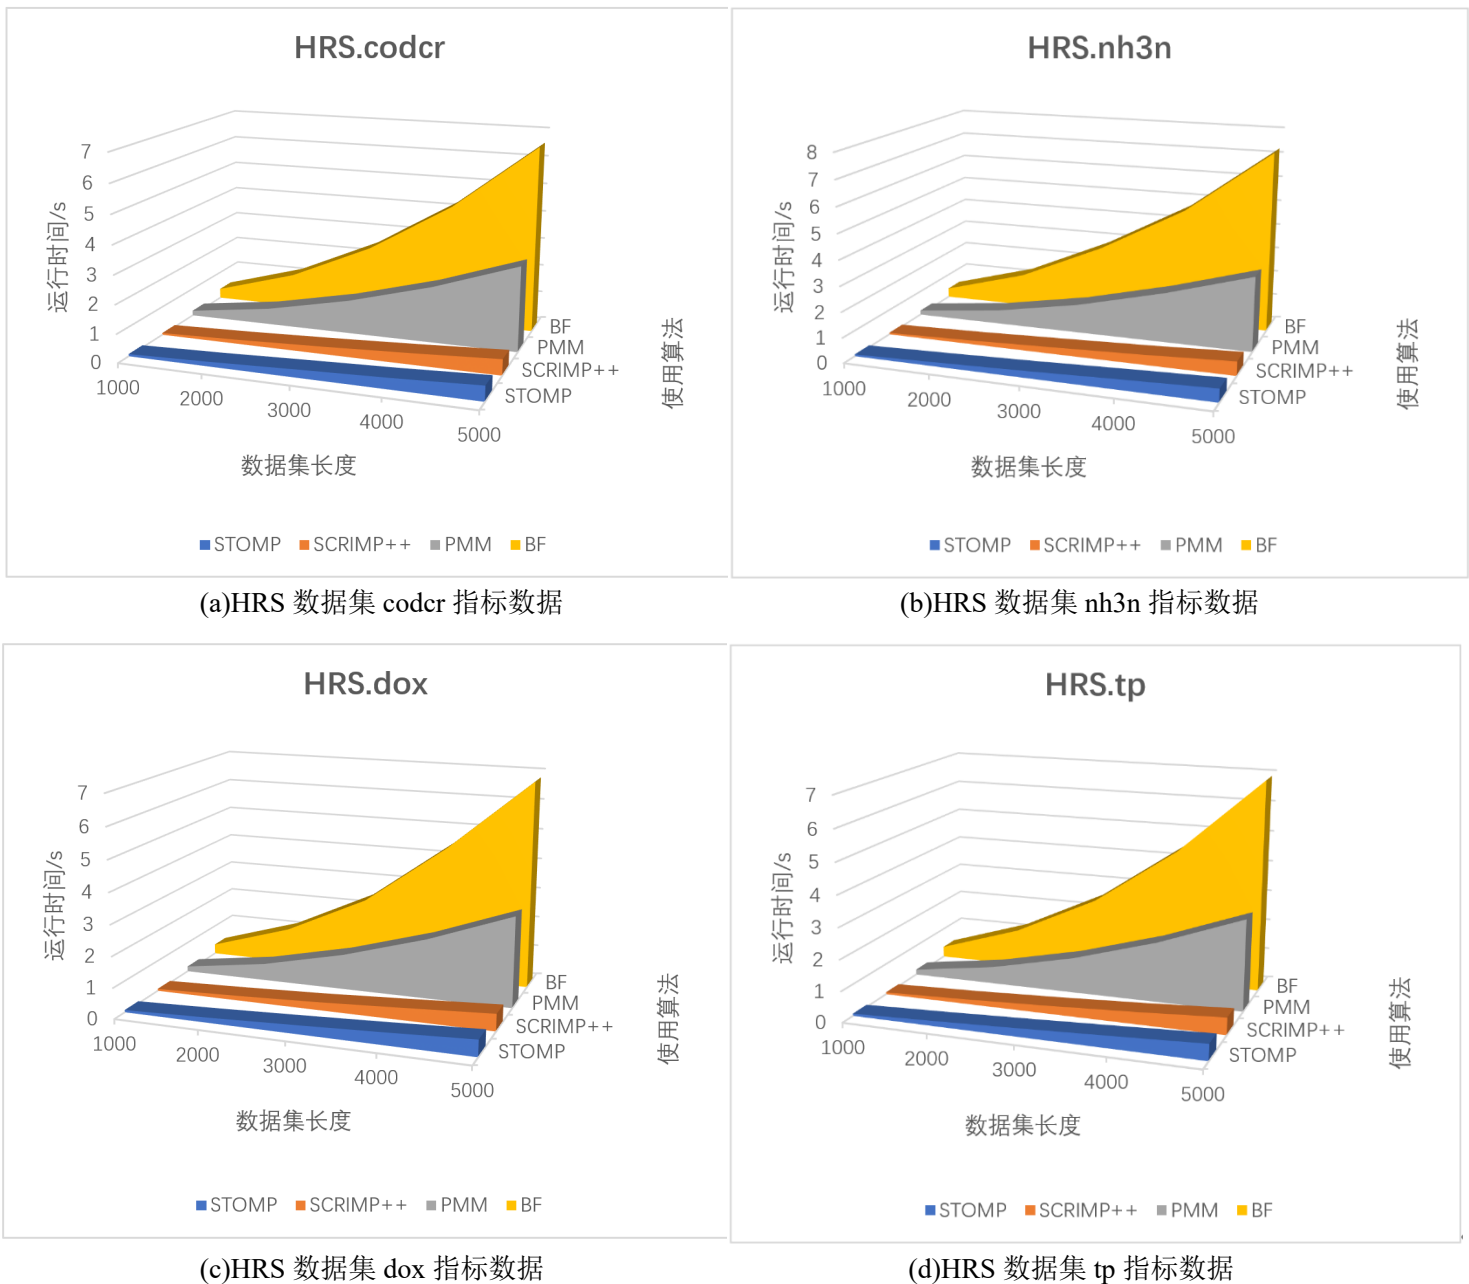 HRS.codcr
7
6
5
4
3
2
1
0
运行时间/s
1000
2000
3000
4000
5000
数据集长度
BF
PMM
SCRIMP++
STOMP
使用算法
STOMP SCRIMP++ PMM BF
(a)HRS 数据集 codcr 指标数据
HRS.nh3n
8
7
6
5
4
3
2
1
0
运行时间/s
1000
2000
3000
4000
5000
数据集长度
BF
PMM
SCRIMP++
STOMP
使用算法
STOMP SCRIMP++ PMM BF
(b)HRS 数据集 nh3n 指标数据
HRS.dox
7
6
5
4
3
2
1
0
运行时间/s
1000
2000
3000
4000
5000
数据集长度
BF
PMM
SCRIMP++
STOMP
使用算法
STOMP SCRIMP++ PMM BF
(c)HRS 数据集 dox 指标数据
HRS.tp
7
6
5
4
3
2
1
0
运行时间/s
1000
2000
3000
4000
5000
数据集长度
BF
PMM
SCRIMP++
STOMP
使用算法
STOMP SCRIMP++ PMM BF
(d)HRS 数据集 tp 指标数据